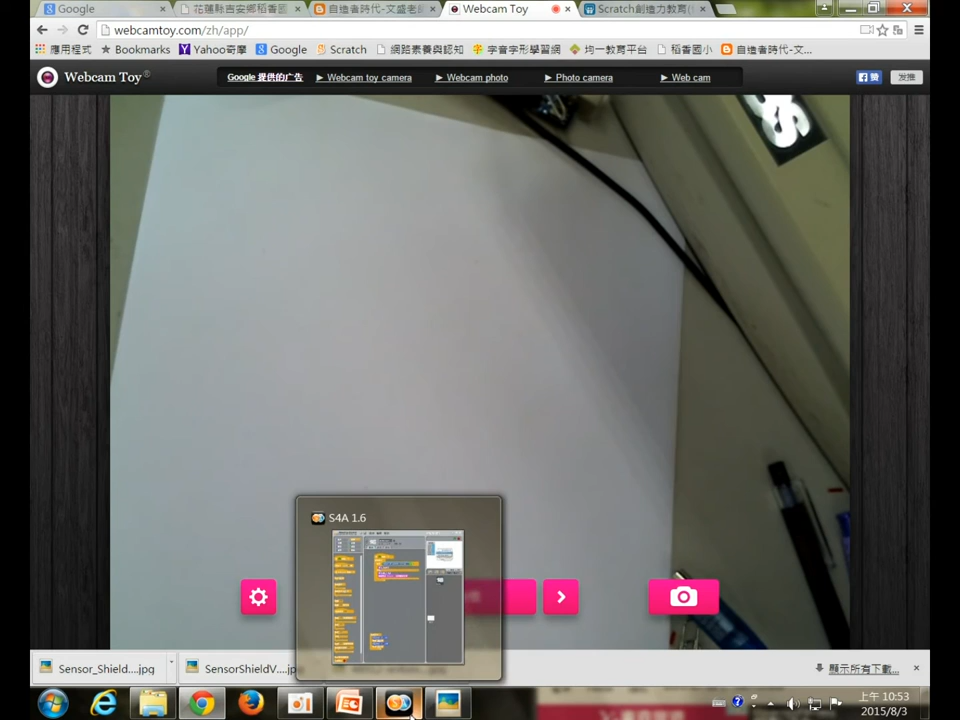 Google
花蓮縣吉安鄉稻香國
自造者時代-文盛老師
Webcam Toy
Scratch創造力教育(
webcamtoy.com/zh/app/
應用程式
Bookmarks
Yahoo奇摩
Google
Scratch
網路素養與認知
字音字形學習網
均一教育平台
稻香國小
自造者時代-文...
Webcam Toy
Google 提供的广告
Webcam toy camera
Webcam photo
Photo camera
Web cam
赞
发推
S4A 1.6
Sensor_Shield....jpg
SensorShieldV....jpg
顯示所有下載...
上午 10:53
2015/8/3